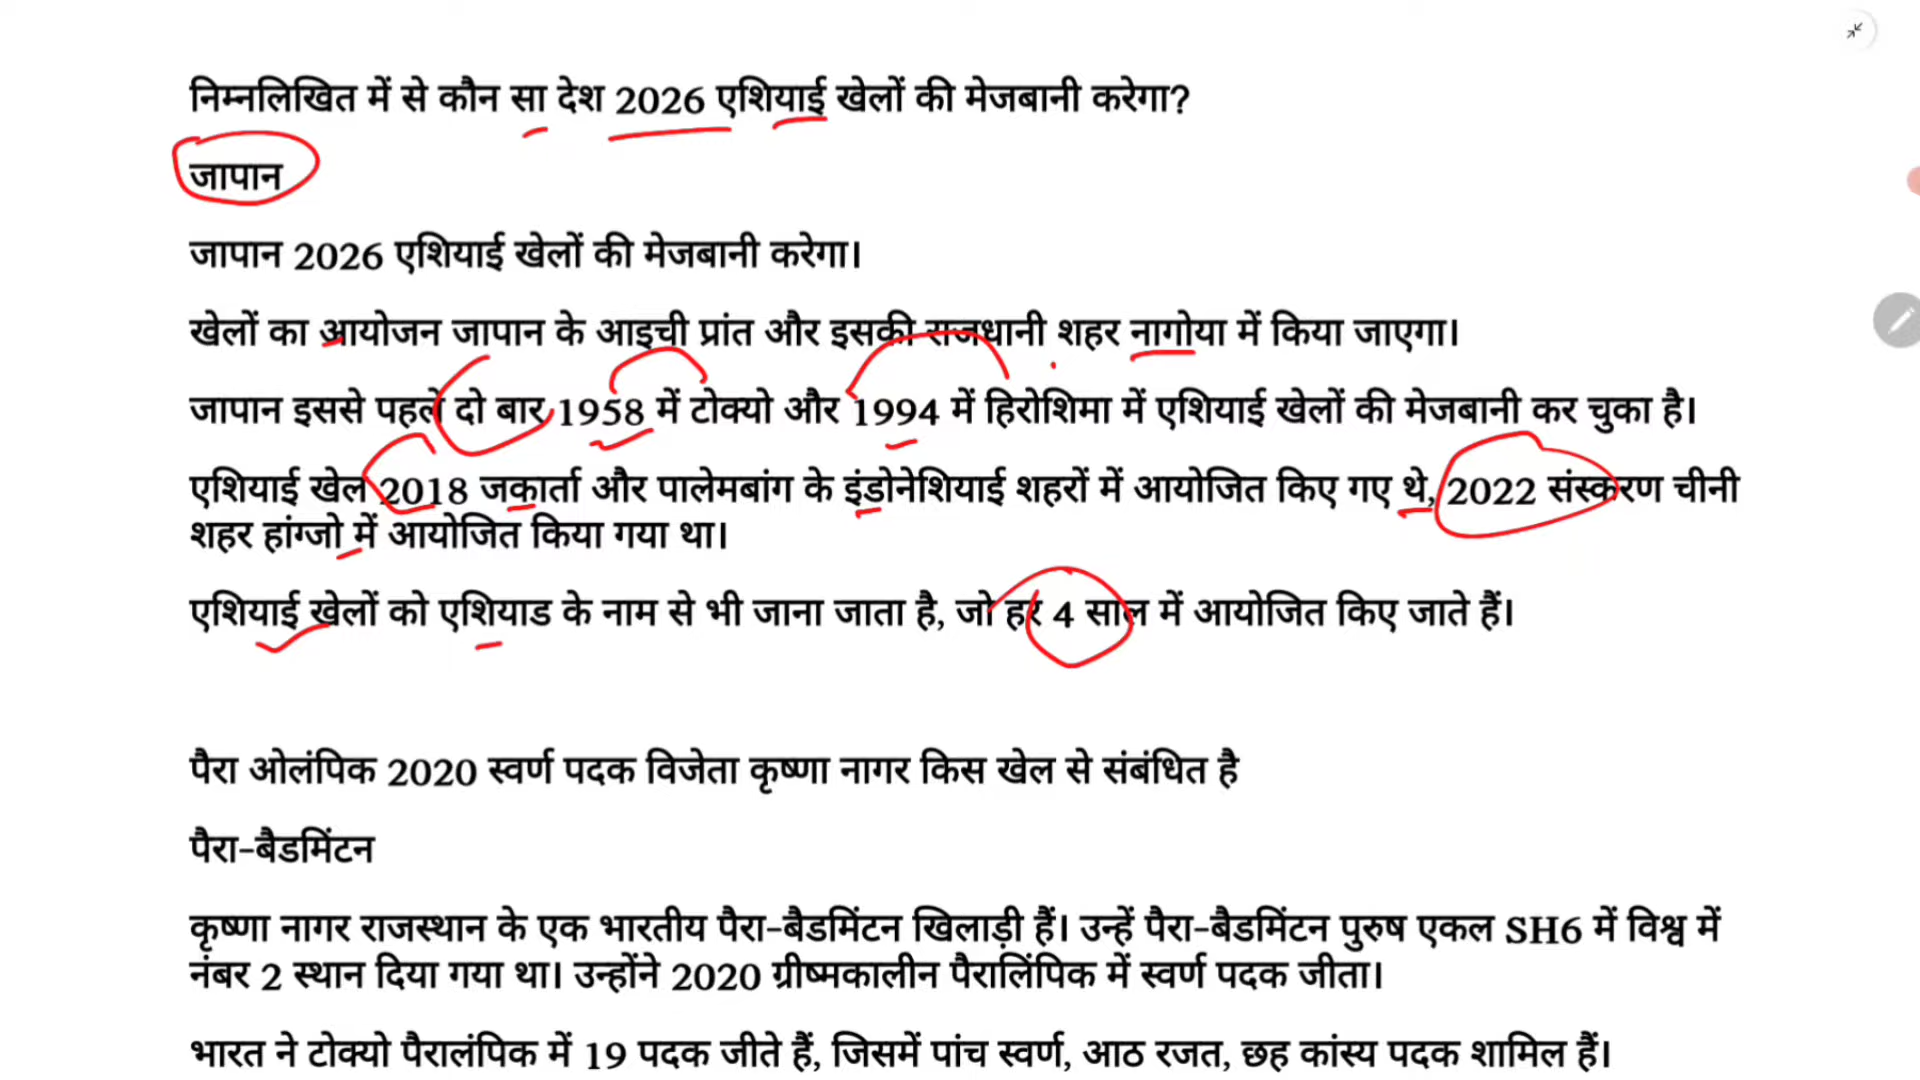 निम्नलिखित में से कौन सा देश 2026 एशियाई खेलों की मेजबानी करेगा?
जापान
जापान 2026 एशियाई खेलों की मेजबानी करेगा।
खेलों का आयोजन जापान के आइची प्रांत और इसकी राजधानी शहर नागोया में किया जाएगा।
जापान इससे पहले दो बार, 1958 में टोक्यो और 1994 में हिरोशिमा में एशियाई खेलों की मेजबानी कर चुका है।
एशियाई खेल 2018 जकार्ता और पालेमबांग के इंडोनेशियाई शहरों में आयोजित किए गए थे, 2022 संस्करण चीनी
शहर हांग्जो में आयोजित किया गया था।
एशियाई खेलों को एशियाड के नाम से भी जाना जाता है, जो हर 4 साल में आयोजित किए जाते हैं।
पैरा ओलंपिक 2020 स्वर्ण पदक विजेता कृष्णा नागर किस खेल से संबंधित है
पैरा-बैडमिंटन
कृष्णा नागर राजस्थान के एक भारतीय पैरा-बैडमिंटन खिलाड़ी हैं। उन्हें पैरा-बैडमिंटन पुरुष एकल SH6 में विश्व में
नंबर 2 स्थान दिया गया था। उन्होंने 2020 ग्रीष्मकालीन पैरालिंपिक में स्वर्ण पदक जीता।
भारत ने टोक्यो पैरालंपिक में 19 पदक जीते हैं, जिसमें पांच स्वर्ण, आठ रजत, छह कांस्य पदक शामिल हैं।